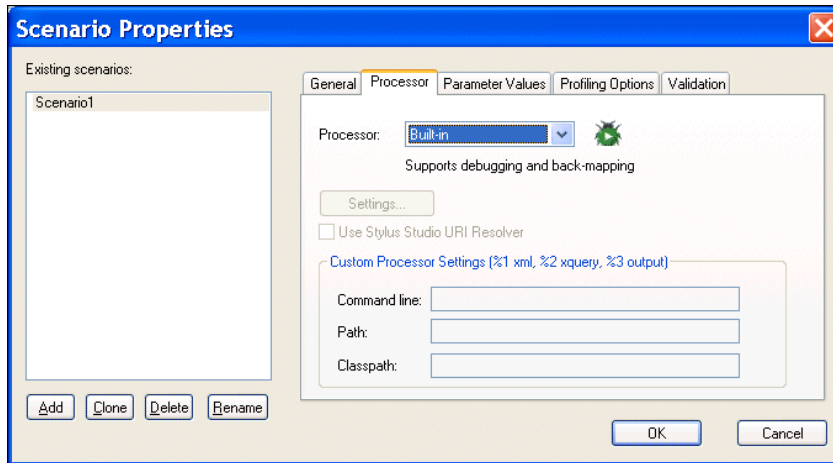 Scenario Properties
Existing scenarios:
Scenario1
Add
Clone
Delete
Rename
General
Processor
Parameter Values
Profiling Options
Validation
Processor:
Built-in
Supports debugging and back-mapping
Settings...
Use Stylus Studio URI Resolver
Custom Processor Settings (%1 xml, %2 xquery, %3 output)
Command line:
Path:
Classpath:
OK
Cancel